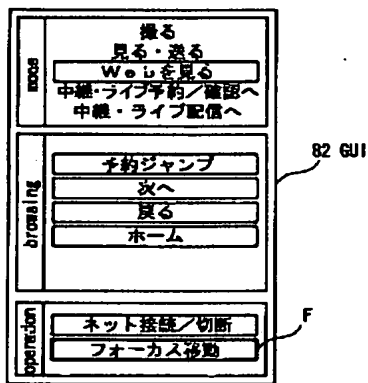 mode
撮る
見る・送る
Webを見る
中継・ライブ予約／確認へ
中継・ライブ配信へ
browsing
予約ジャンプ
次へ
戻る
ホーム
operation
ネット接続／切断
フォーカス移動
82 GUI
F